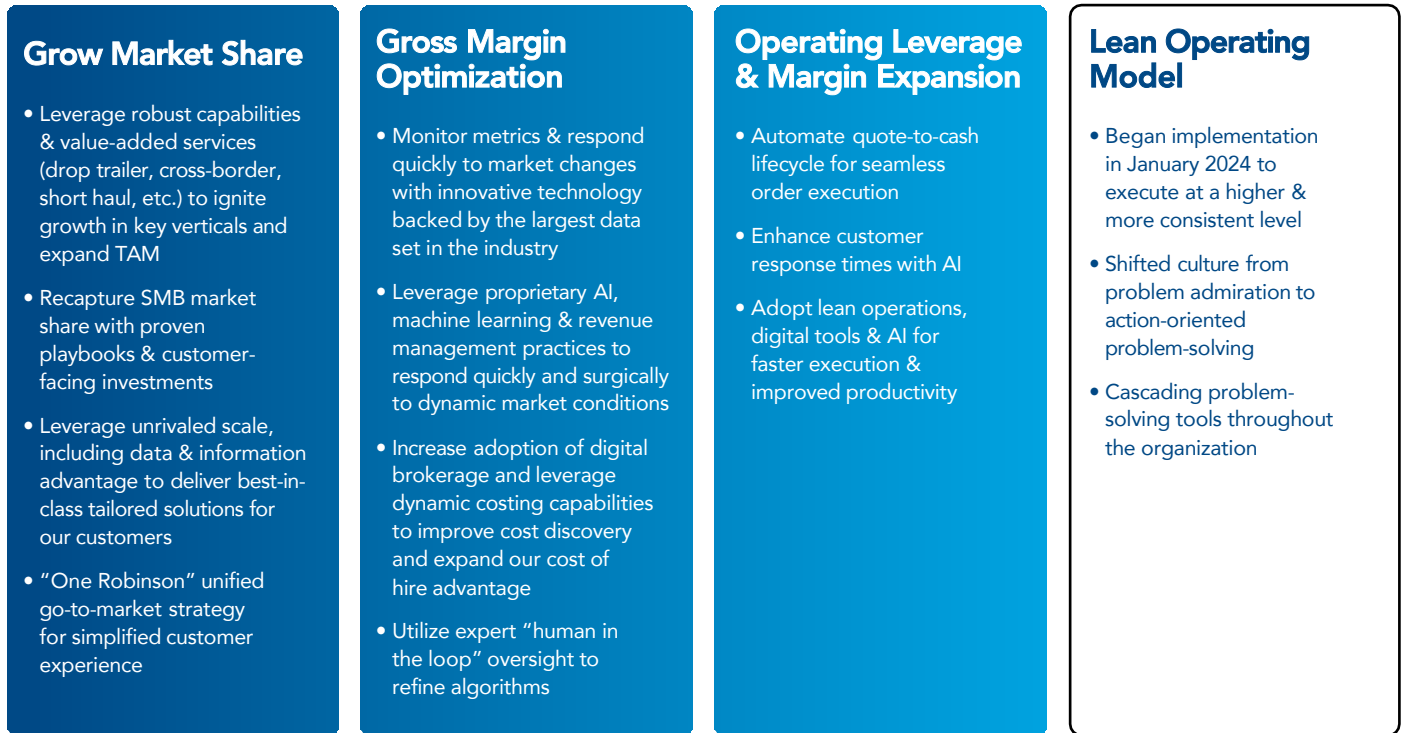 Grow Market Share
• Leverage robust capabilities
& value-added services
(drop trailer, cross-border,
short haul, etc.) to ignite
growth in key verticals and
expand TAM
• Recapture SMB market
share with proven
playbooks & customer-
facing investments
• Leverage unrivaled scale,
including data & information
advantage to deliver best-in-
class tailored solutions for
our customers
• “One Robinson” unified
go-to-market strategy
for simplified customer
experience
Gross Margin
Optimization
• Monitor metrics & respond
quickly to market changes
with innovative technology
backed by the largest data
set in the industry
• Leverage proprietary AI,
machine learning & revenue
management practices to
respond quickly and surgically
to dynamic market conditions
• Increase adoption of digital
brokerage and leverage
dynamic costing capabilities
to improve cost discovery
and expand our cost of
hire advantage
• Utilize expert “human in
the loop” oversight to
refine algorithms
Operating Leverage
& Margin Expansion
• Automate quote-to-cash
lifecycle for seamless
order execution
• Enhance customer
response times with AI
• Adopt lean operations,
digital tools & AI for
faster execution &
improved productivity
Lean Operating
Model
• Began implementation
in January 2024 to
execute at a higher &
more consistent level
• Shifted culture from
problem admiration to
action-oriented
problem-solving
• Cascading problem-
solving tools throughout
the organization